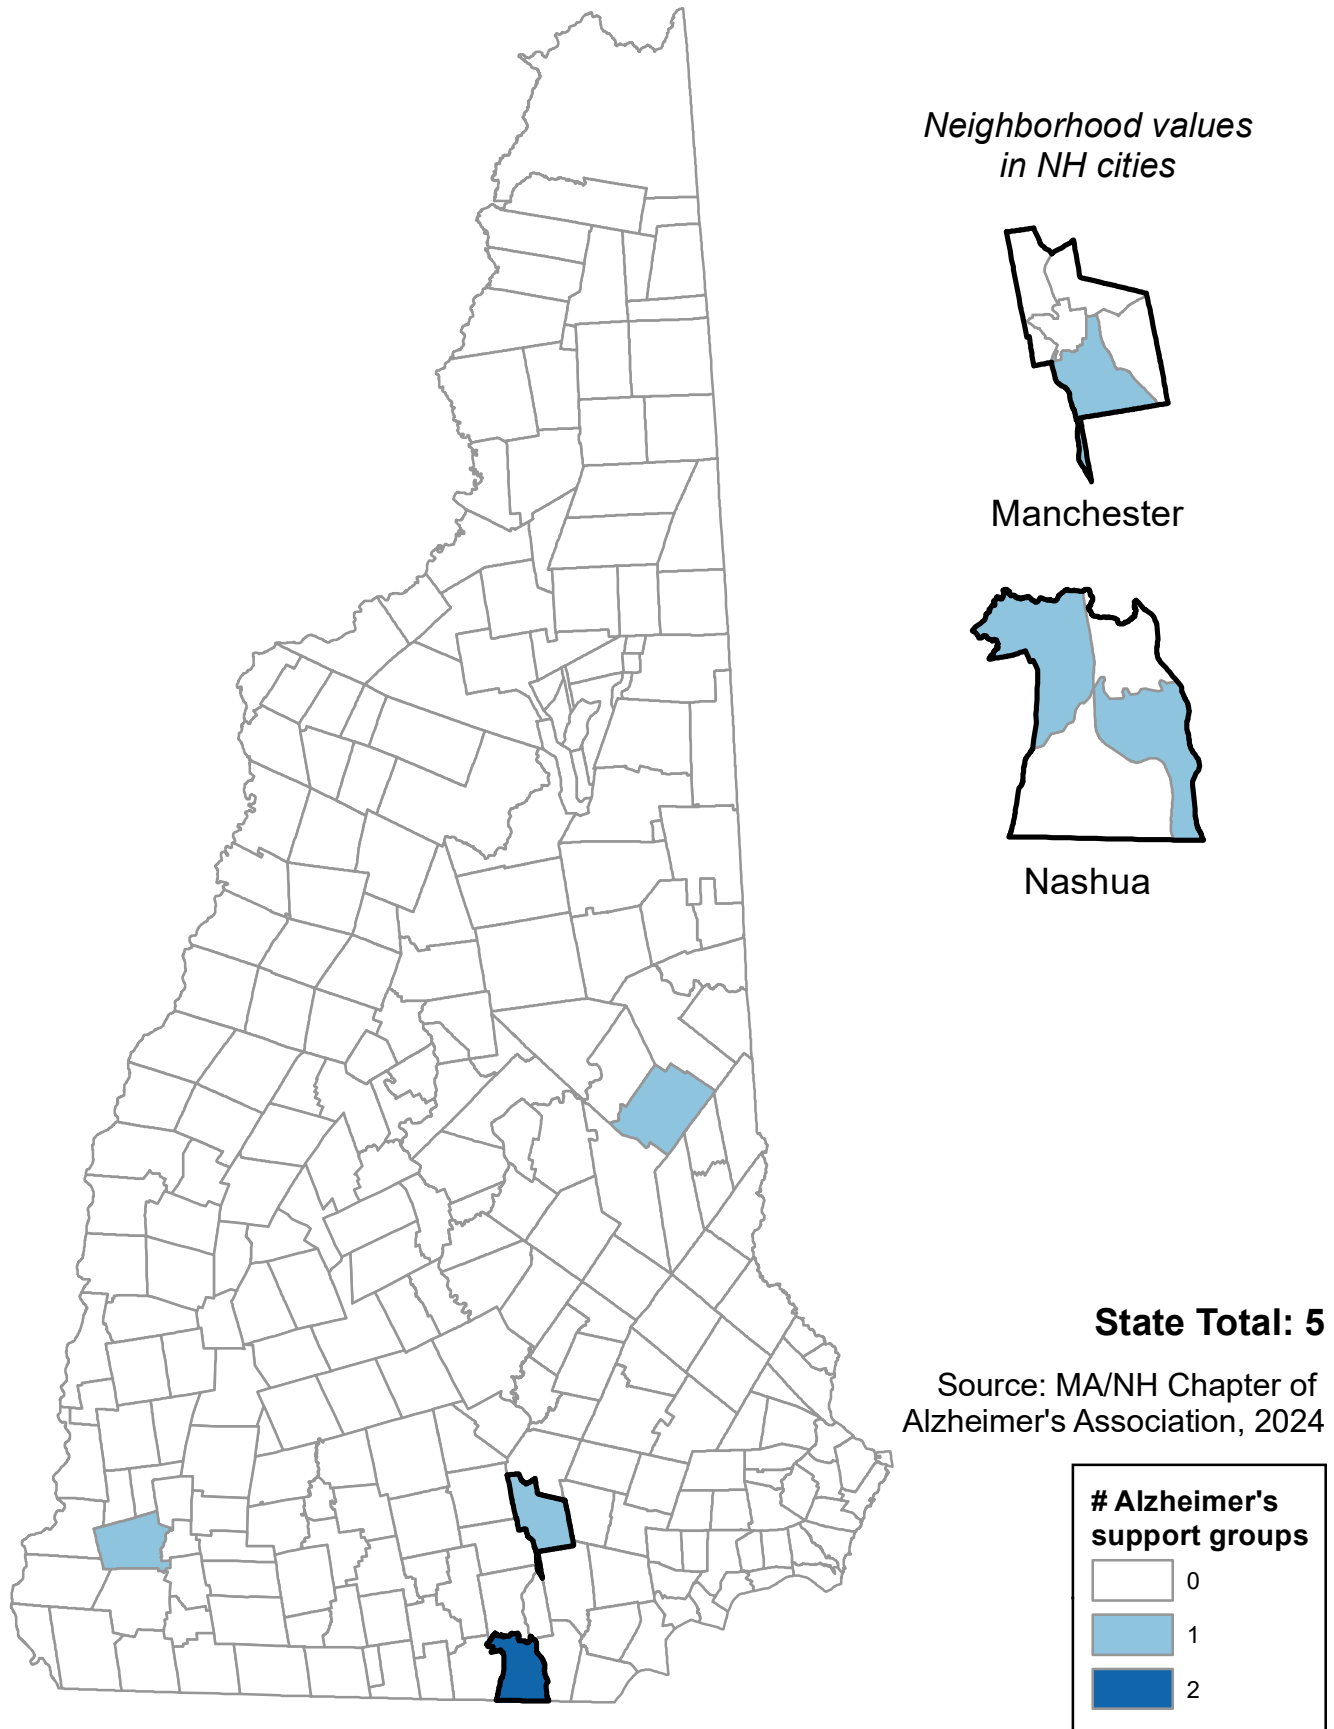 Neighborhood values
in NH cities
Manchester
Nashua
State Total: 5
Source: MA/NH Chapter of
Alzheimer's Association, 2024
# Alzheimer's
support groups
0
1
2